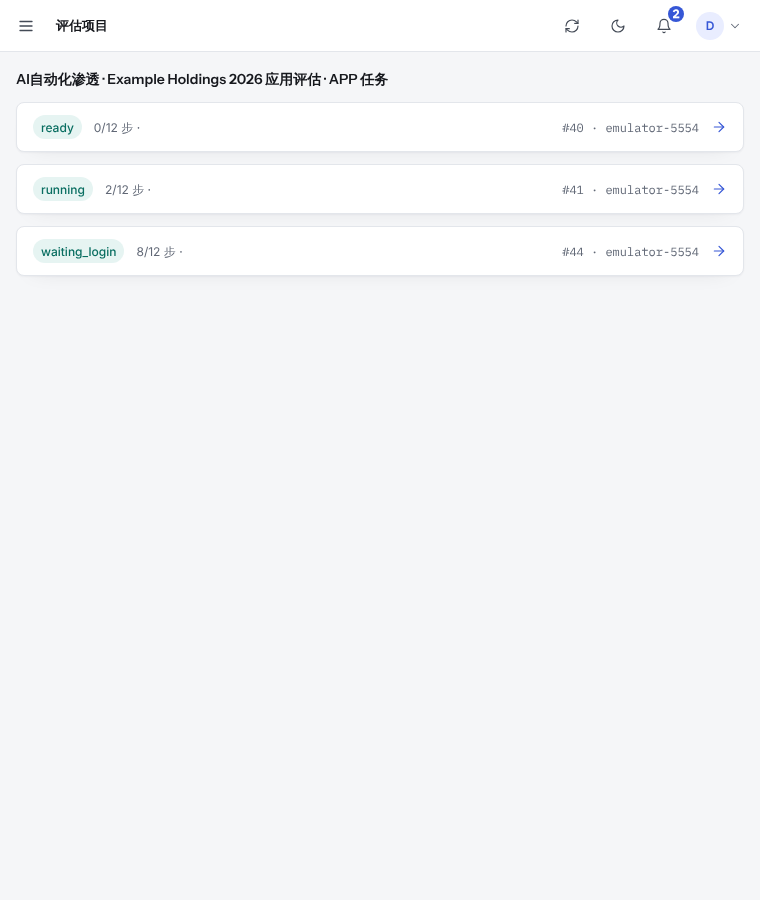 评估项目
2
D
AI自动化渗透 · Example Holdings 2026 应用评估 · APP 任务
ready 0/12 步 · #40 · emulator-5554
running 2/12 步 · #41 · emulator-5554
waiting_login 8/12 步 · #44 · emulator-5554